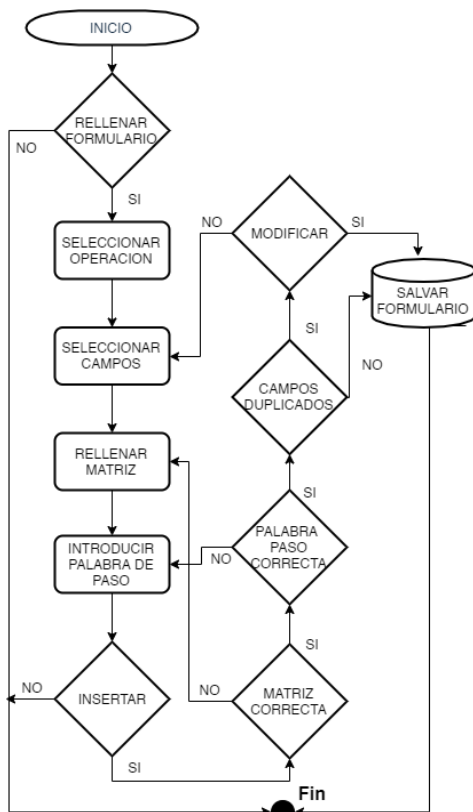 INICIO
RELLENAR
FORMULARIO
NO
SI
SELECCIONAR
OPERACION
NO
MODIFICAR
SI
SALVAR
FORMULARIO
SELECCIONAR
CAMPOS
SI
CAMPOS
DUPLICADOS
NO
RELLENAR
MATRIZ
SI
INTRODUCIR
PALABRA DE
PASO
NO
PALABRA
PASO
CORRECTA
SI
NO
INSERTAR
NO
MATRIZ
CORRECTA
SI
Fin